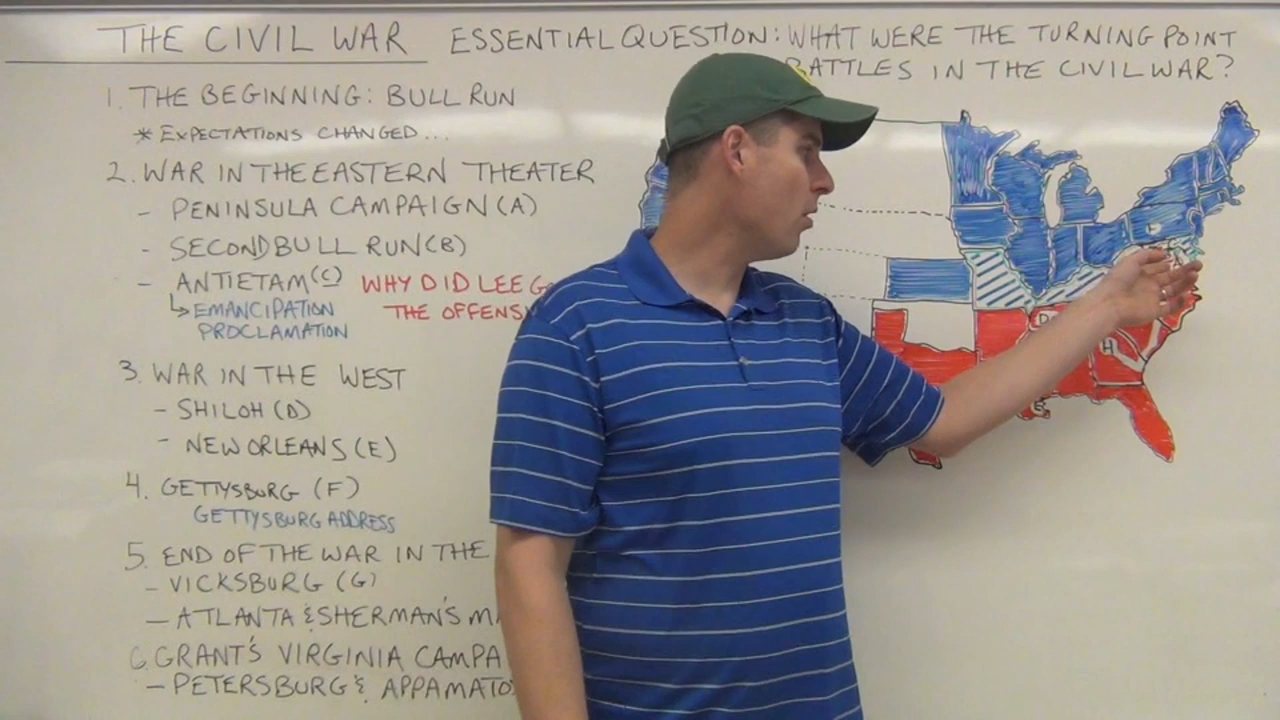 THE CIVIL WAR ESSENTIAL QUESTION: WHAT WERE THE TURNING POINT
BATTLES IN THE CIVIL WAR?
1. THE BEGINNING: BULL RUN
* EXPECTATIONS CHANGED...
2. WAR IN THE EASTERN THEATER
- PENINSULA CAMPAIGN (A)
- SECOND BULL RUN (B)
- ANTIETAM (C) WHY DID LEE G
↳ EMANCIPATION THE OFFENS
PROCLAMATION
3. WAR IN THE WEST
- SHILOH (D)
- NEW ORLEANS (E)
4. GETTYSBURG (F)
GETTYSBURG ADDRESS
5. END OF THE WAR IN THE
- VICKSBURG (G)
- ATLANTA & SHERMAN'S M
6. GRANT'S VIRGINIA CAMPA
- PETERSBURG & APPAMATO
D
H
E